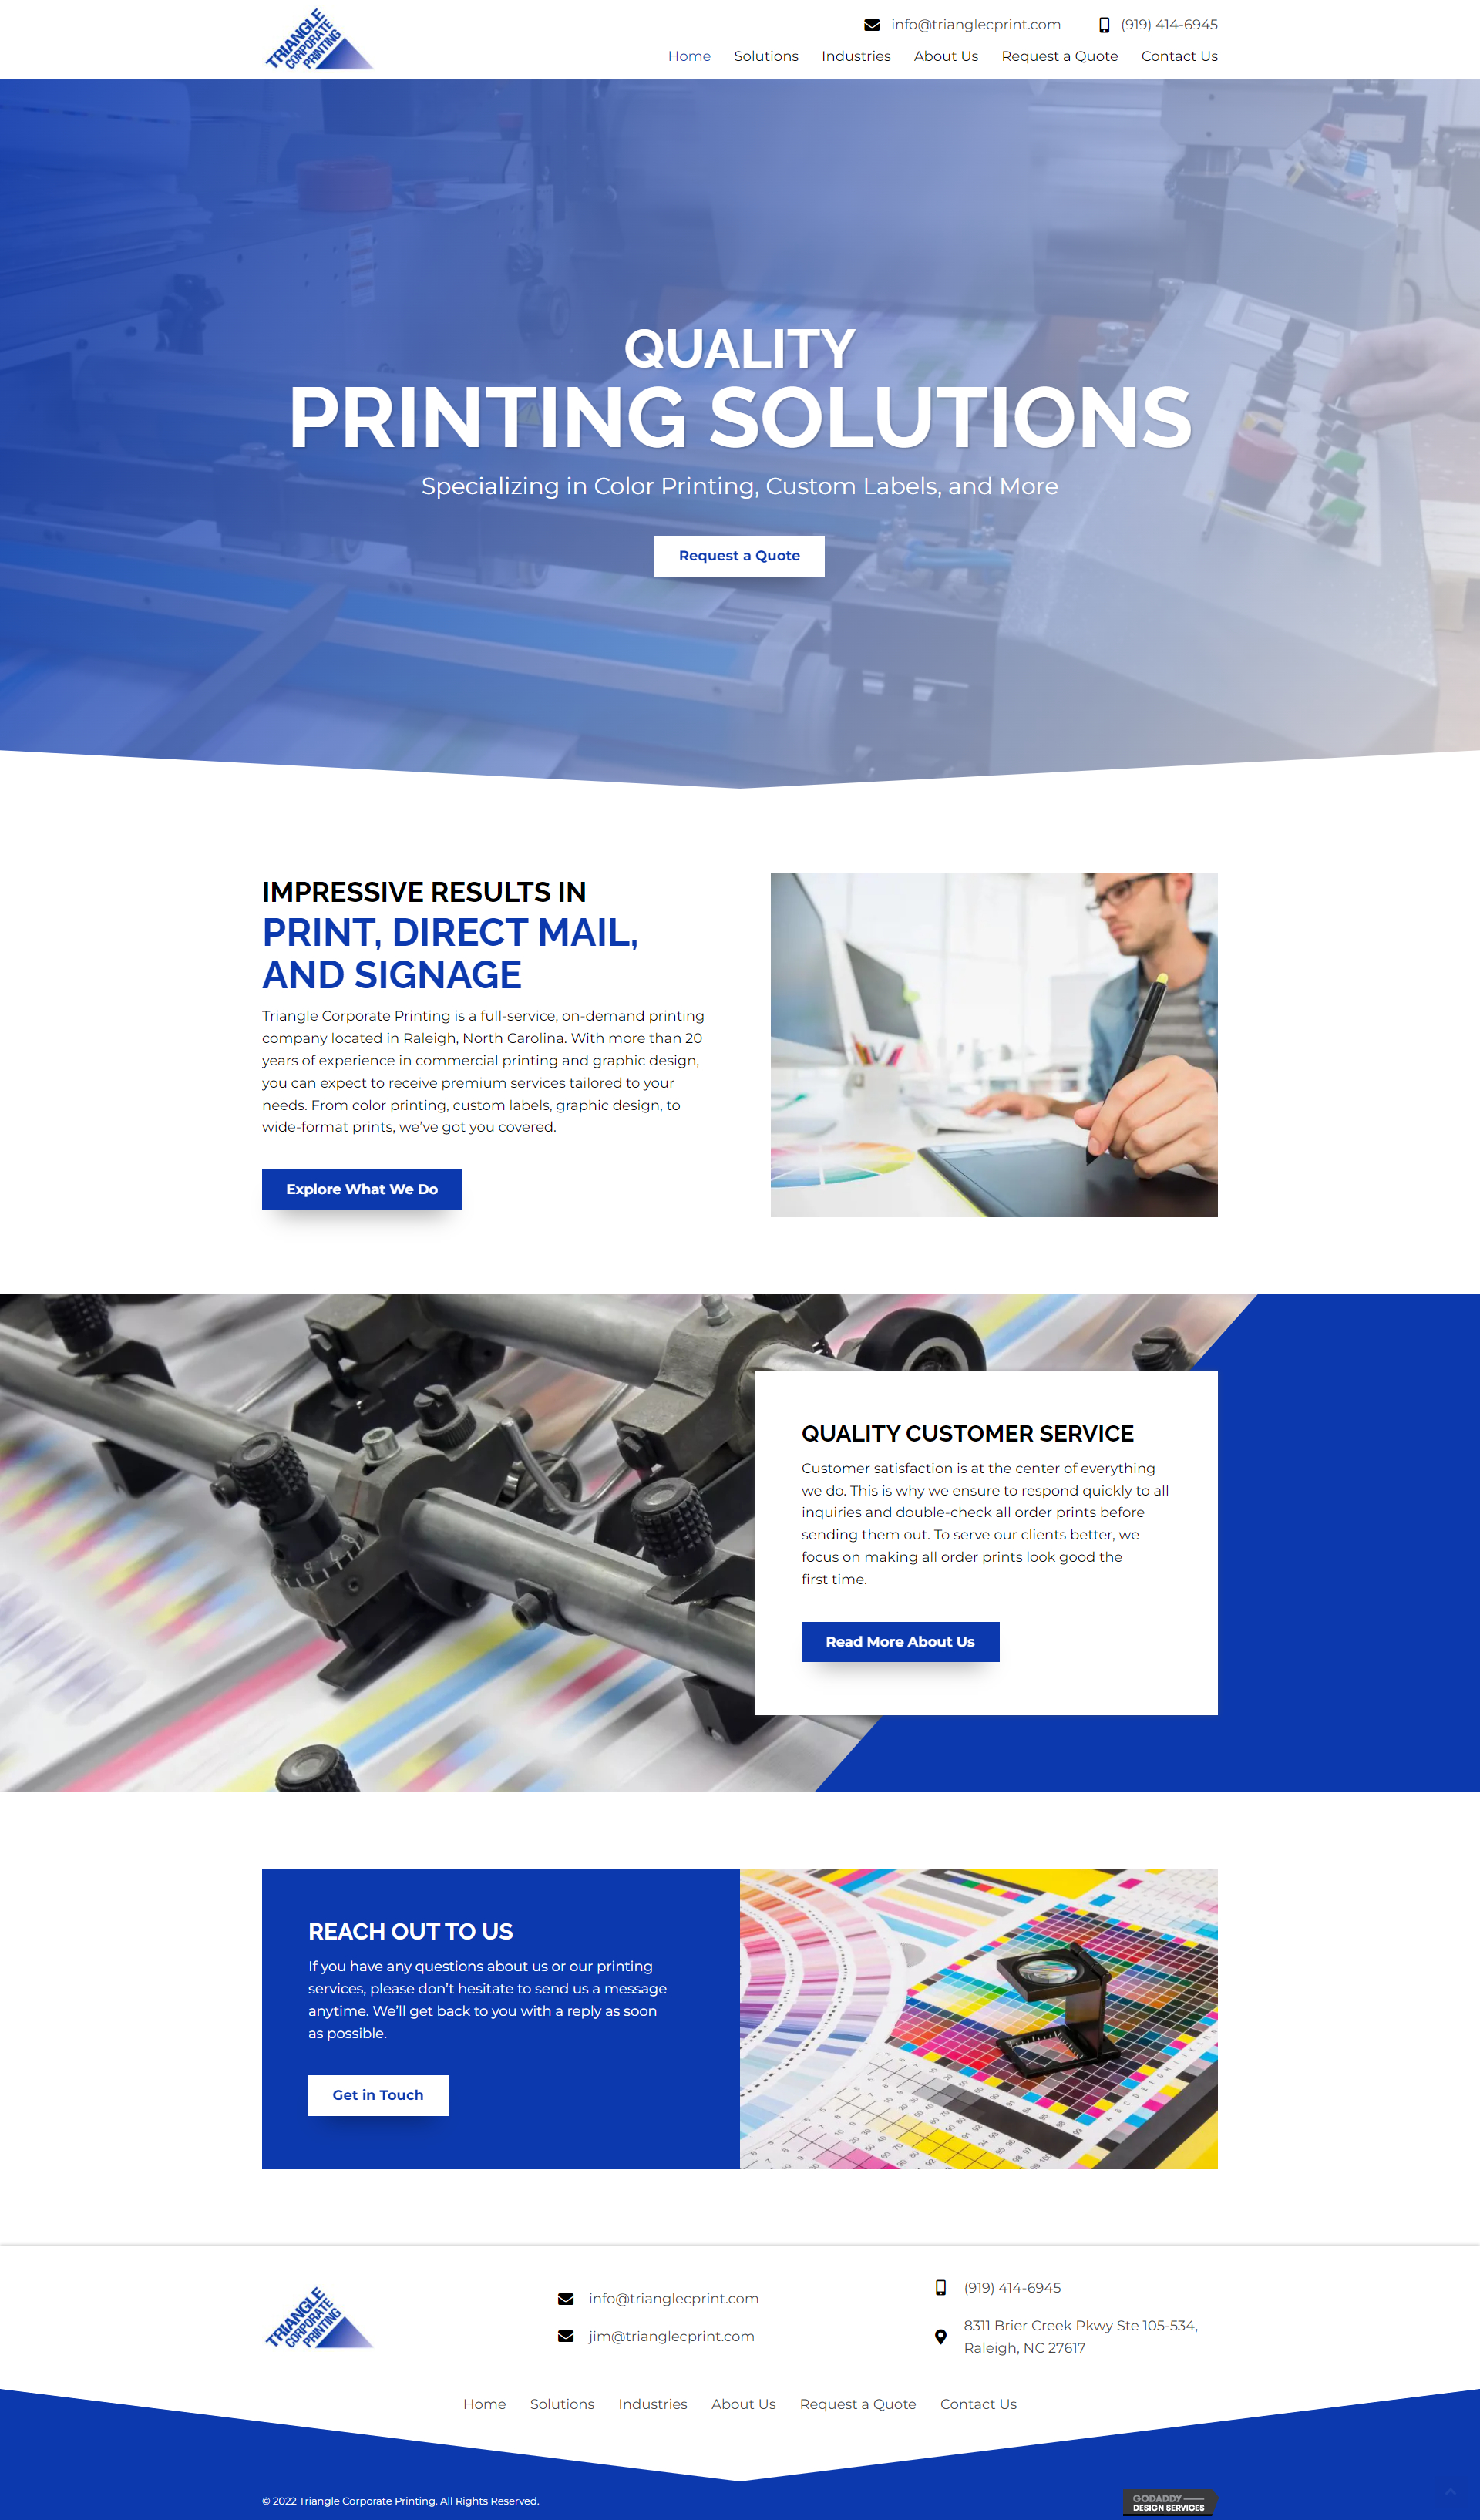 TRIANGLE
CORPORATE
PRINTING
info@trianglecprint.com
(919) 414-6945
Home Solutions Industries About Us Request a Quote Contact Us
QUALITY
PRINTING SOLUTIONS
Specializing in Color Printing, Custom Labels, and More
Request a Quote
IMPRESSIVE RESULTS IN
PRINT, DIRECT MAIL,
AND SIGNAGE
Triangle Corporate Printing is a full-service, on-demand printing
company located in Raleigh, North Carolina. With more than 20
years of experience in commercial printing and graphic design,
you can expect to receive premium services tailored to your
needs. From color printing, custom labels, graphic design, to
wide-format prints, we’ve got you covered.
Explore What We Do
QUALITY CUSTOMER SERVICE
Customer satisfaction is at the center of everything
we do. This is why we ensure to respond quickly to all
inquiries and double-check all order prints before
sending them out. To serve our clients better, we
focus on making all order prints look good the
first time.
Read More About Us
REACH OUT TO US
If you have any questions about us or our printing
services, please don’t hesitate to send us a message
anytime. We’ll get back to you with a reply as soon
as possible.
Get in Touch
TRIANGLE
CORPORATE
PRINTING
info@trianglecprint.com
jim@trianglecprint.com
(919) 414-6945
8311 Brier Creek Pkwy Ste 105-534,
Raleigh, NC 27617
Home Solutions Industries About Us Request a Quote Contact Us
© 2022 Triangle Corporate Printing. All Rights Reserved.
GODADDY
DESIGN SERVICES